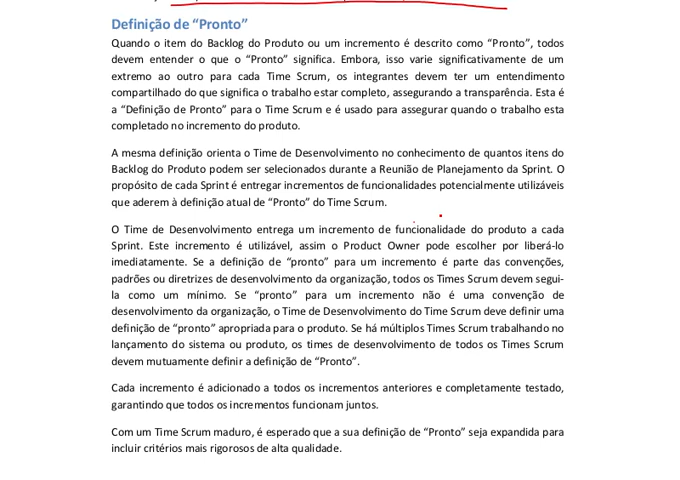 Definição de “Pronto”
Quando o item do Backlog do Produto ou um incremento é descrito como “Pronto”, todos
devem entender o que o “Pronto” significa. Embora, isso varie significativamente de um
extremo ao outro para cada Time Scrum, os integrantes devem ter um entendimento
compartilhado do que significa o trabalho estar completo, assegurando a transparência. Esta é
a “Definição de Pronto” para o Time Scrum e é usado para assegurar quando o trabalho esta
completado no incremento do produto.
A mesma definição orienta o Time de Desenvolvimento no conhecimento de quantos itens do
Backlog do Produto podem ser selecionados durante a Reunião de Planejamento da Sprint. O
propósito de cada Sprint é entregar incrementos de funcionalidades potencialmente utilizáveis
que aderem à definição atual de “Pronto” do Time Scrum.
O Time de Desenvolvimento entrega um incremento de funcionalidade do produto a cada
Sprint. Este incremento é utilizável, assim o Product Owner pode escolher por liberá-lo
imediatamente. Se a definição de “pronto” para um incremento é parte das convenções,
padrões ou diretrizes de desenvolvimento da organização, todos os Times Scrum devem segui-
la como um mínimo. Se “pronto” para um incremento não é uma convenção de
desenvolvimento da organização, o Time de Desenvolvimento do Time Scrum deve definir uma
definição de “pronto” apropriada para o produto. Se há múltiplos Times Scrum trabalhando no
lançamento do sistema ou produto, os times de desenvolvimento de todos os Times Scrum
devem mutuamente definir a definição de “Pronto”.
Cada incremento é adicionado a todos os incrementos anteriores e completamente testado,
garantindo que todos os incrementos funcionam juntos.
Com um Time Scrum maduro, é esperado que a sua definição de “Pronto” seja expandida para
incluir critérios mais rigorosos de alta qualidade.